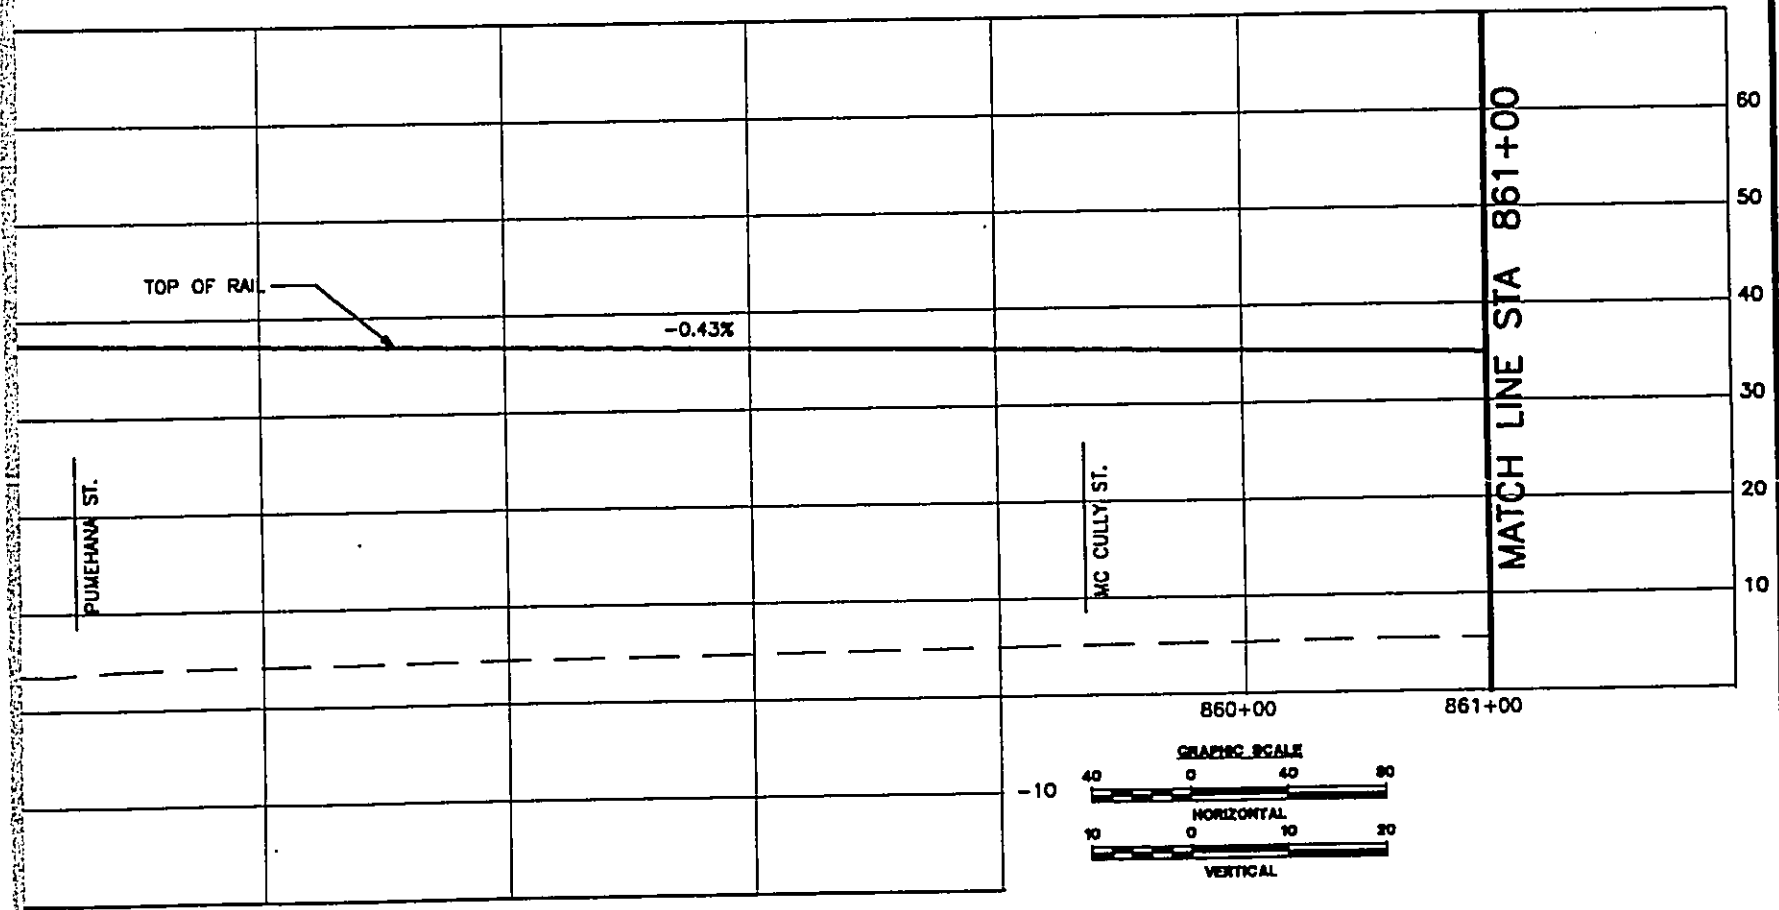 60
50
40
30
20
10
MATCH LINE STA 861+00
TOP OF RAIL
-0.43%
PUMEHANA ST.
MC CULLY ST.
860+00
861+00
-10
GRAPHIC SCALE
40 0 40 80
HORIZONTAL
10 0 10 20
VERTICAL